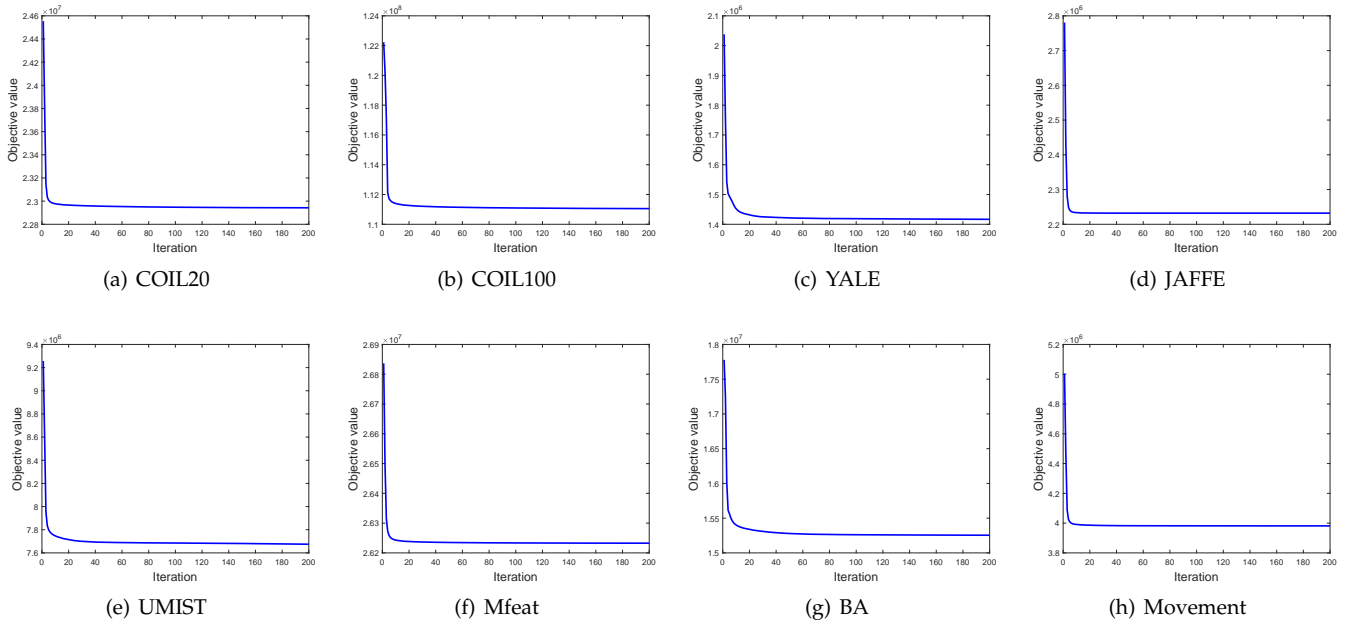 ×10⁷
2.46
2.44
2.42
2.4
2.38
2.36
2.34
2.32
2.3
2.28
Objective value
0 20 40 60 80 100 120 140 160 180 200
Iteration
(a) COIL20
×10⁸
1.24
1.22
1.2
1.18
1.16
1.14
1.12
1.1
Objective value
0 20 40 60 80 100 120 140 160 180 200
Iteration
(b) COIL100
×10⁶
2.1
2
1.9
1.8
1.7
1.6
1.5
1.4
Objective value
0 20 40 60 80 100 120 140 160 180 200
Iteration
(c) YALE
×10⁶
2.8
2.7
2.6
2.5
2.4
2.3
2.2
Objective value
0 20 40 60 80 100 120 140 160 180 200
Iteration
(d) JAFFE
×10⁶
9.4
9.2
9
8.8
8.6
8.4
8.2
8
7.8
7.6
Objective value
0 20 40 60 80 100 120 140 160 180 200
Iteration
(e) UMIST
×10⁷
2.69
2.68
2.67
2.66
2.65
2.64
2.63
2.62
Objective value
0 20 40 60 80 100 120 140 160 180 200
Iteration
(f) Mfeat
×10⁷
1.8
1.75
1.7
1.65
1.6
1.55
1.5
Objective value
0 20 40 60 80 100 120 140 160 180 200
Iteration
(g) BA
×10⁶
5.2
5
4.8
4.6
4.4
4.2
4
3.8
Objective value
0 20 40 60 80 100 120 140 160 180 200
Iteration
(h) Movement